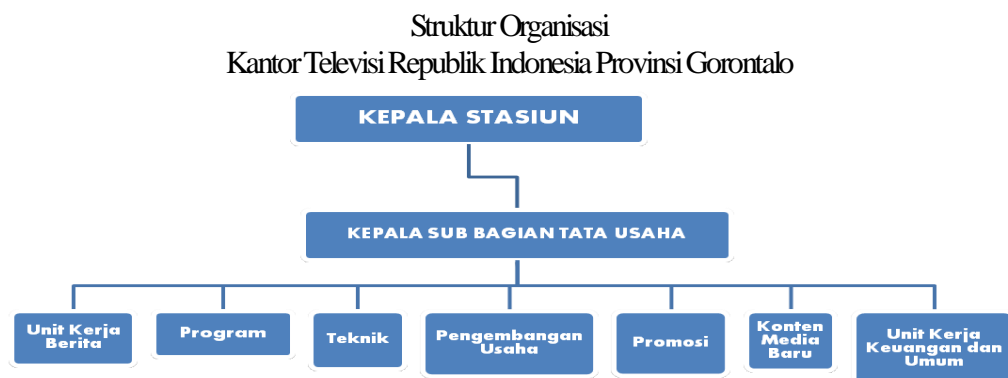 Struktur Organisasi
Kantor Televisi Republik Indonesia Provinsi Gorontalo
KEPALA STASIUN
KEPALA SUB BAGIAN TATA USAHA
Unit Kerja
Berita
Program
Teknik
Pengembangan
Usaha
Promosi
Konten
Media
Baru
Unit Kerja
Keuangan dan
Umum